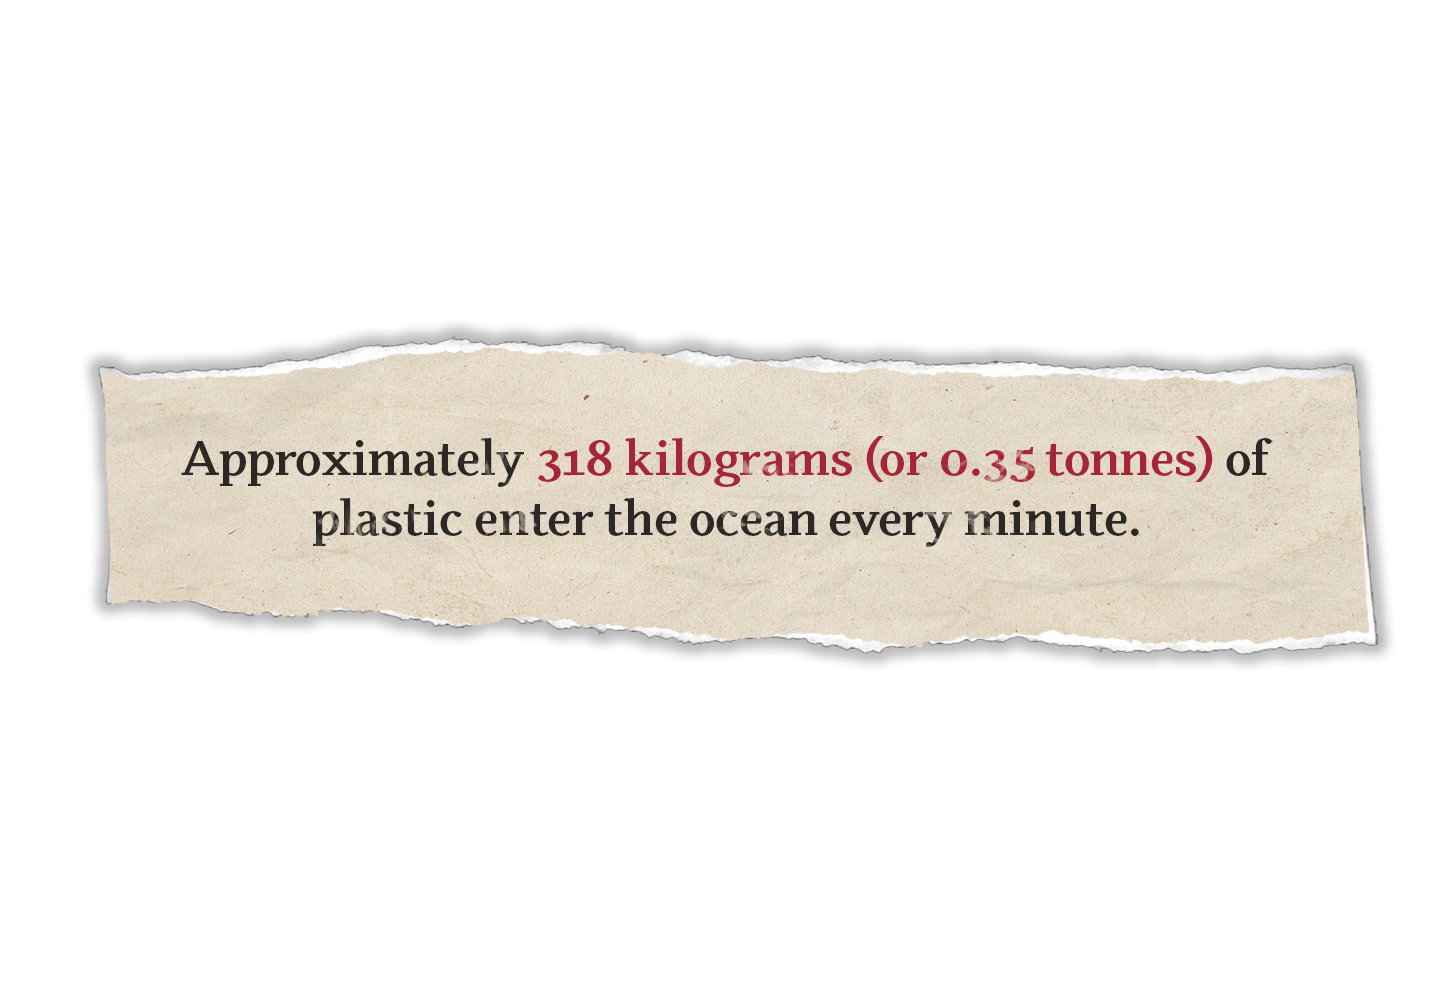 Approximately 318 kilograms (or 0.35 tonnes) of
plastic enter the ocean every minute.